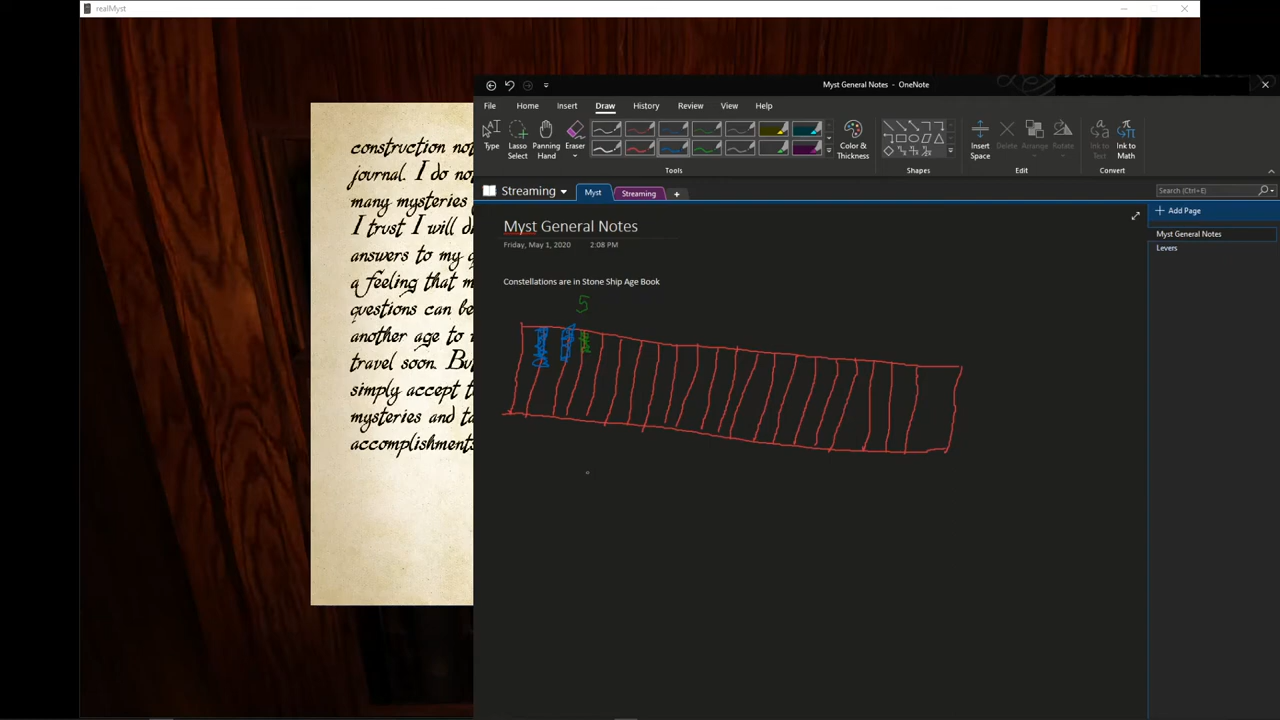 realMyst
construction not
journal. I do no
many mysteries
I trust I will di
answers to my q
a feeling that m
questions can be
another age to
travel soon. Bu
simply accept t
mysteries and ta
accomplishments
Myst General Notes - OneNote
File Home Insert Draw History Review View Help
Type
Lasso Select
Panning Hand
Eraser
Color & Thickness
Insert Space
Delete
Arrange
Rotate
Ink to Text
Ink to Math
Tools
Shapes
Edit
Convert
Streaming
Myst
Streaming
Search (Ctrl+E)
Add Page
Myst General Notes
Levers
Myst General Notes
Friday, May 1, 2020 2:08 PM
Constellations are in Stone Ship Age Book
5